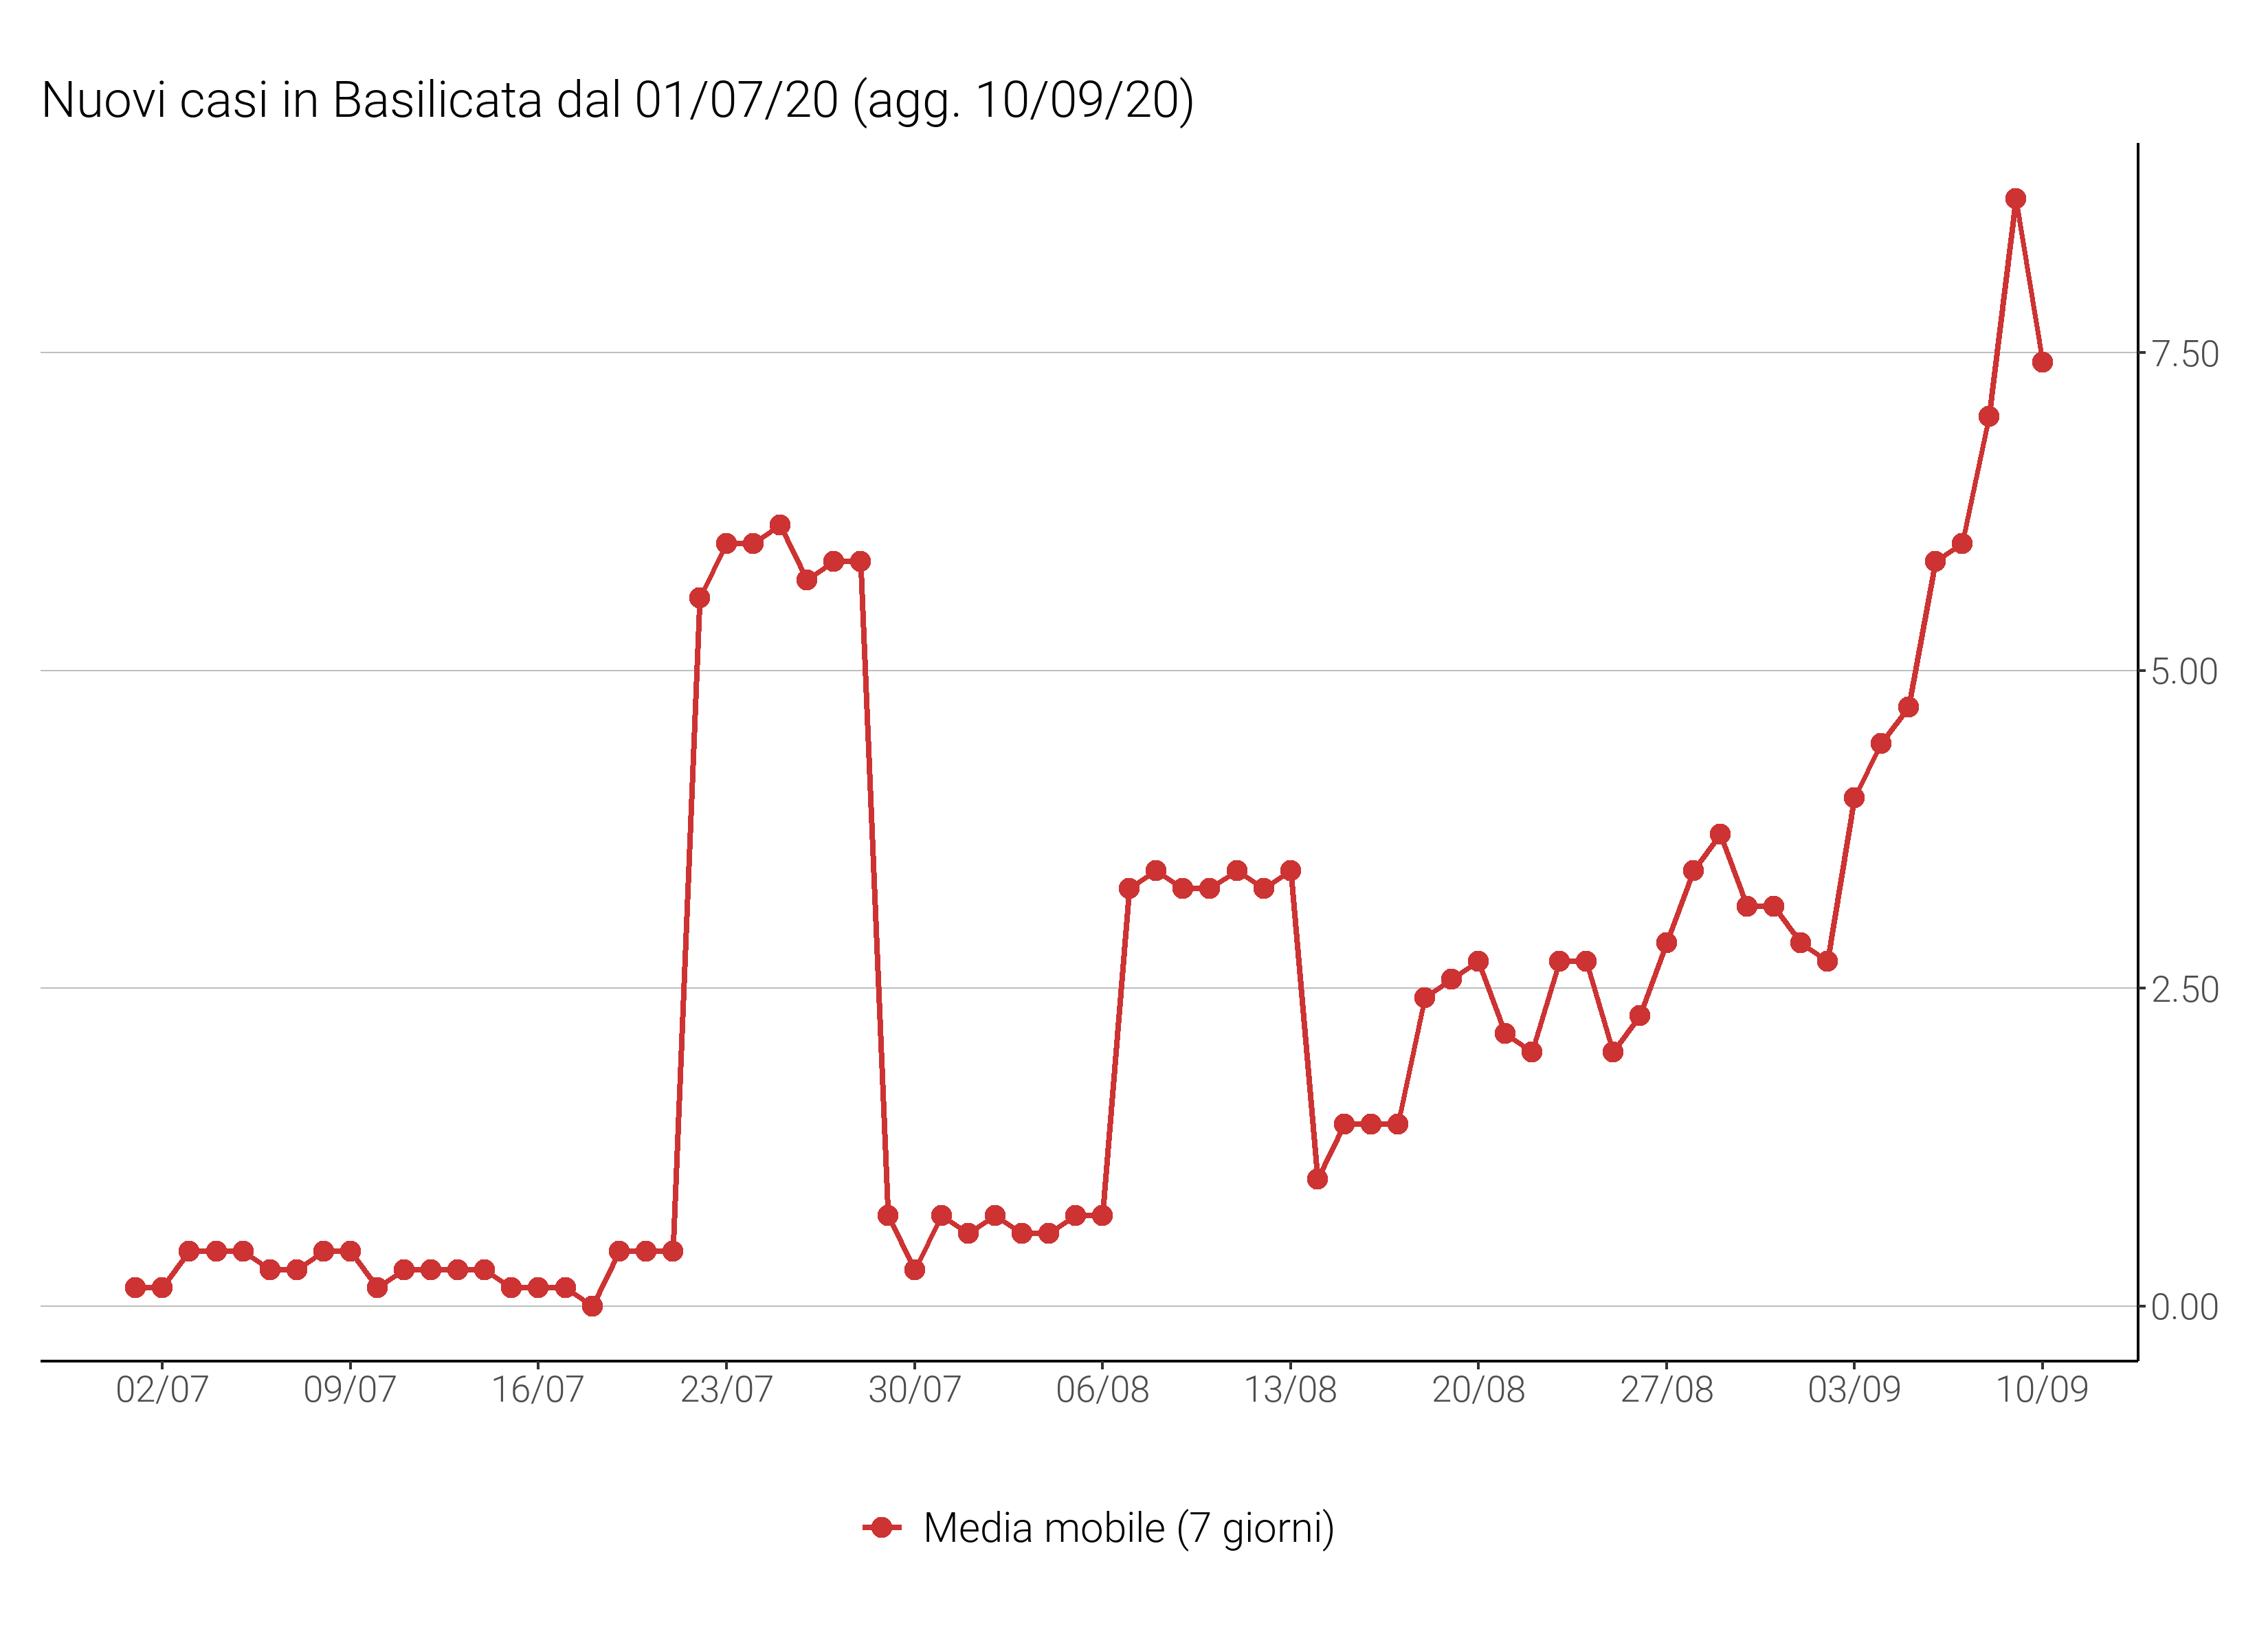 Nuovi casi in Basilicata dal 01/07/20 (agg. 10/09/20)
7.50
5.00
2.50
0.00
02/07 09/07 16/07 23/07 30/07 06/08 13/08 20/08 27/08 03/09 10/09
Media mobile (7 giorni)